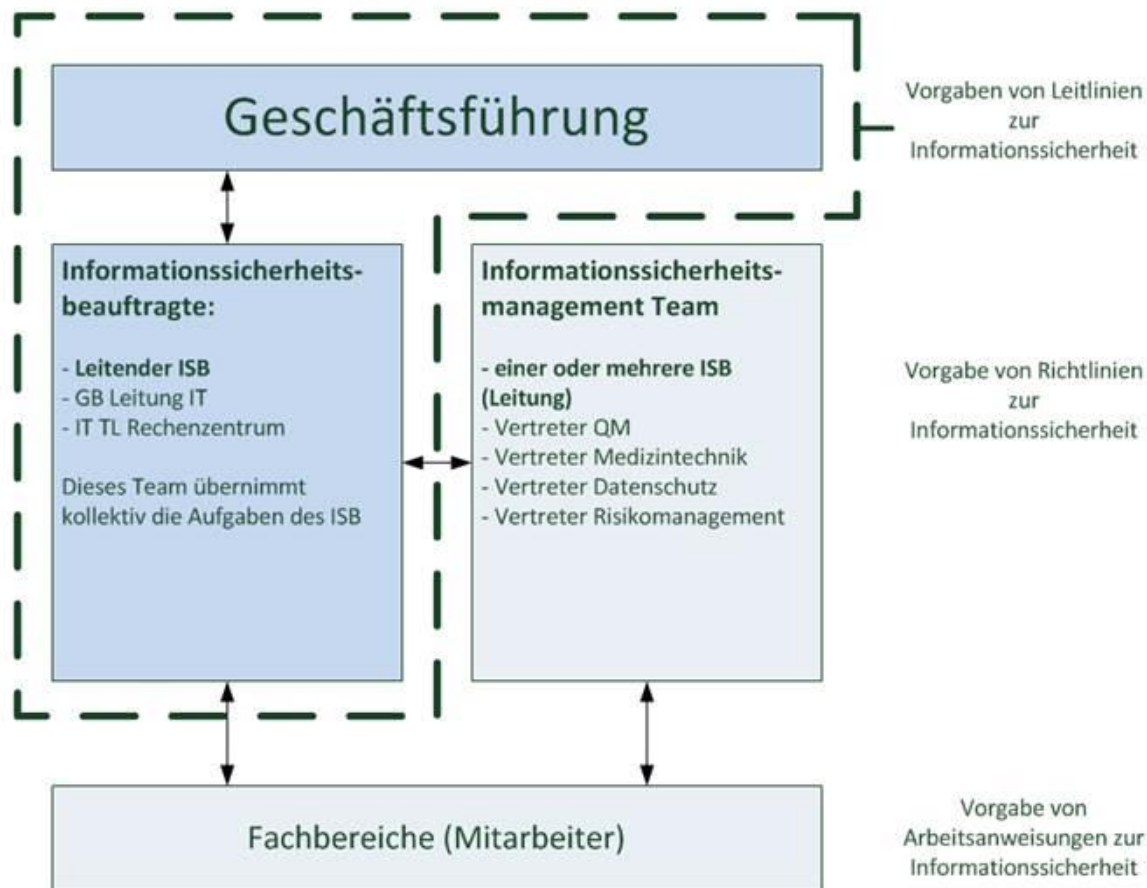 Geschäftsführung
Vorgaben von Leitlinien
zur
Informationssicherheit
Informationssicherheits-
beauftragte:
- Leitender ISB
- GB Leitung IT
- IT TL Rechenzentrum
Dieses Team übernimmt
kollektiv die Aufgaben des ISB
Informationssicherheits-
management Team
- einer oder mehrere ISB
(Leitung)
- Vertreter QM
- Vertreter Medizintechnik
- Vertreter Datenschutz
- Vertreter Risikomanagement
Vorgabe von Richtlinien
zur
Informationssicherheit
Fachbereiche (Mitarbeiter)
Vorgabe von
Arbeitsanweisungen zur
Informationssicherheit